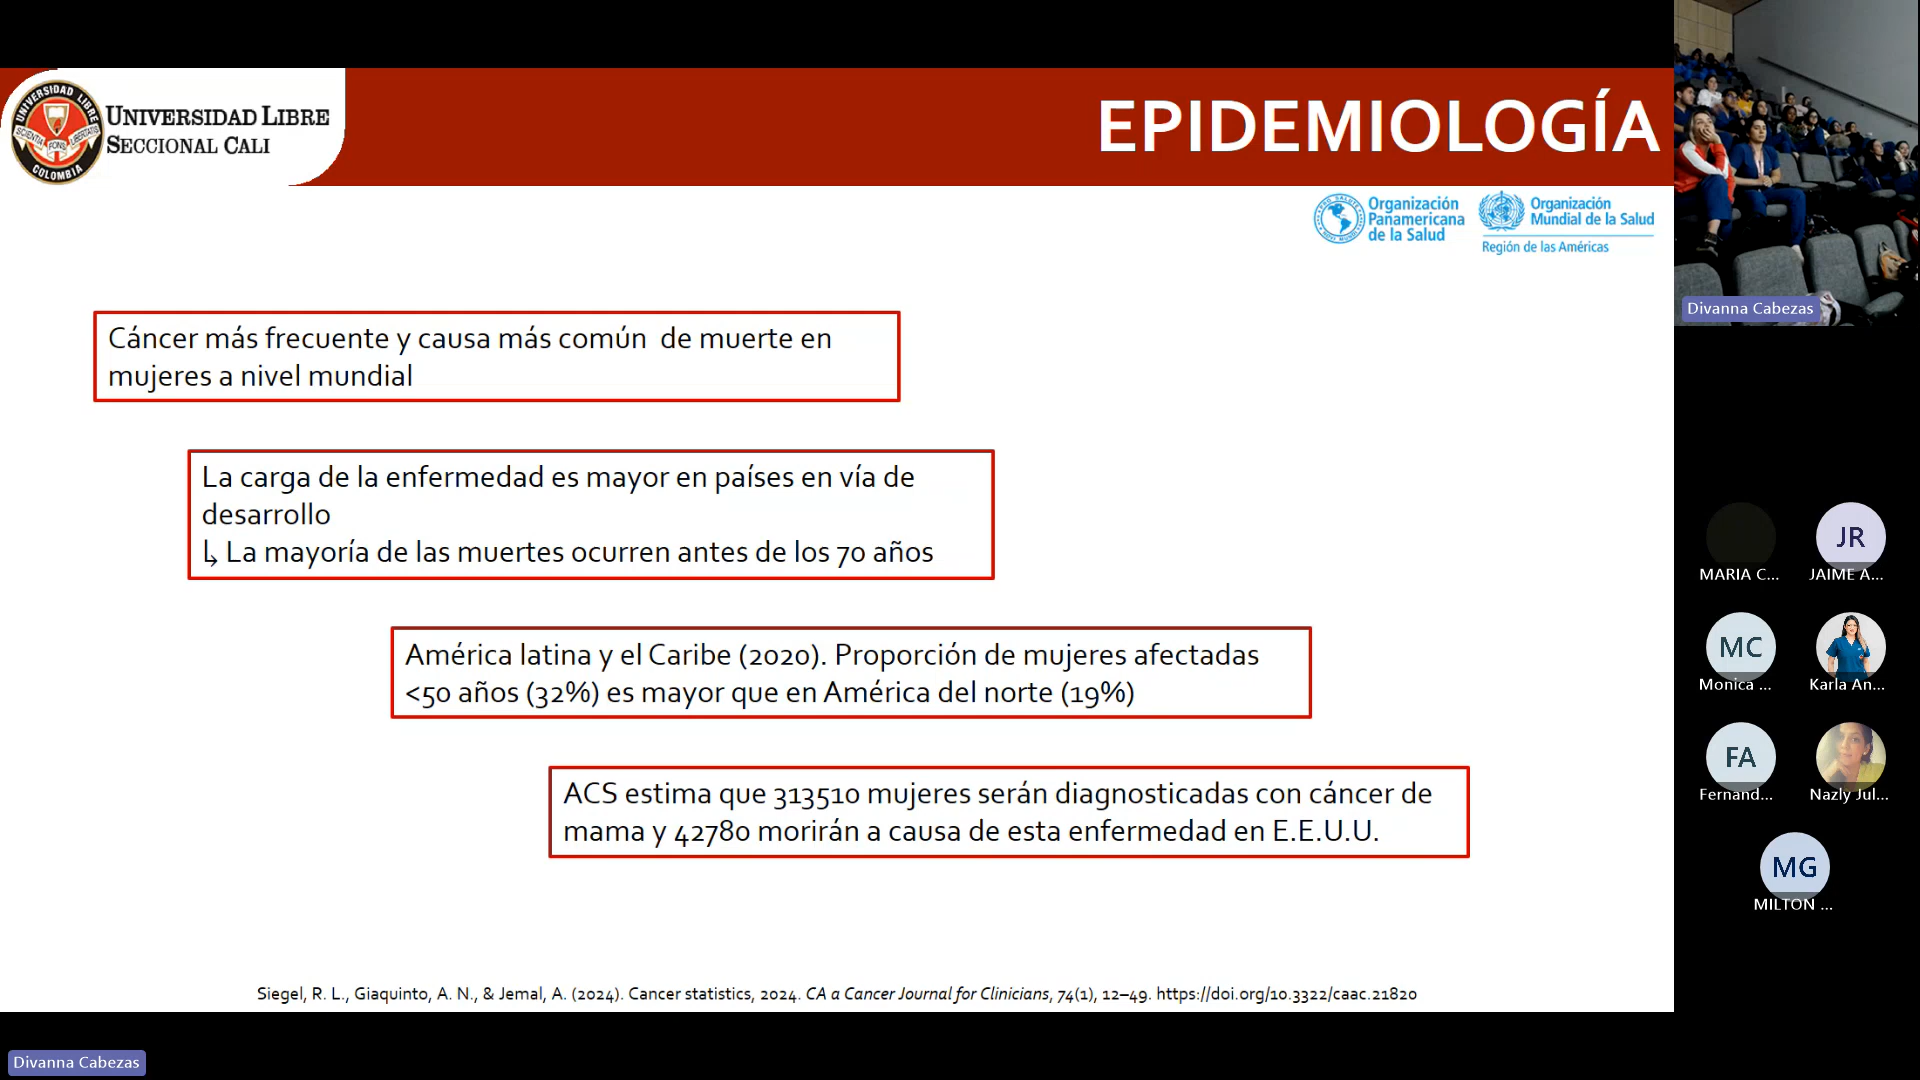 UNIVERSIDAD LIBRE
SECCIONAL CALI
UNIVERSIDAD LIBRE
SCIENTIA FONS LIBERTATIS
COLOMBIA
EPIDEMIOLOGÍA
Organización
Panamericana
de la Salud
Organización
Mundial de la Salud
Región de las Américas
Cáncer más frecuente y causa más común  de muerte en
mujeres a nivel mundial
La carga de la enfermedad es mayor en países en vía de
desarrollo
↳ La mayoría de las muertes ocurren antes de los 70 años
América latina y el Caribe (2020). Proporción de mujeres afectadas
<50 años (32%) es mayor que en América del norte (19%)
ACS estima que 313510 mujeres serán diagnosticadas con cáncer de
mama y 42780 morirán a causa de esta enfermedad en E.E.U.U.
Siegel, R. L., Giaquinto, A. N., & Jemal, A. (2024). Cancer statistics, 2024. CA a Cancer Journal for Clinicians, 74(1), 12–49. https://doi.org/10.3322/caac.21820
Divanna Cabezas
Divanna Cabezas
MARIA C...
JR
JAIME A...
MC
Monica ...
Karla An...
FA
Fernand...
Nazly Jul...
MG
MILTON ...